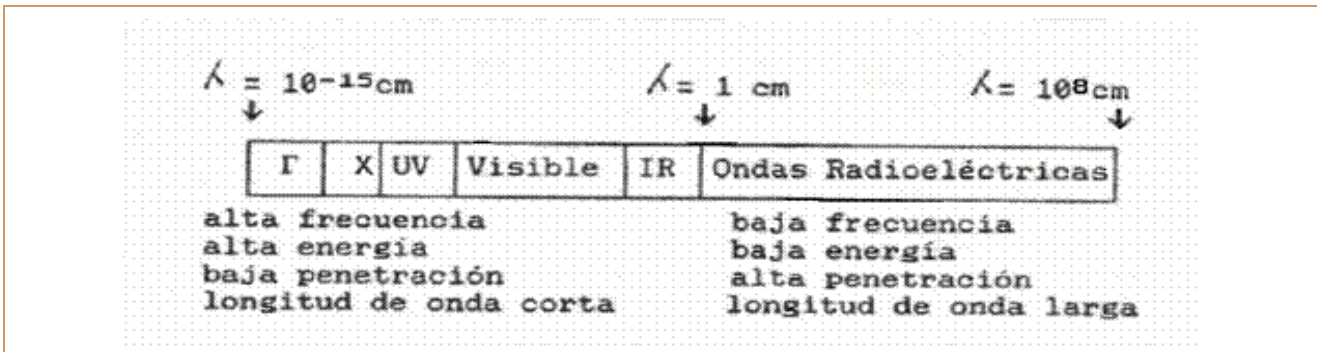 λ = 10-15cm λ= 1 cm λ= 108cm
Γ X UV Visible IR Ondas Radioeléctricas
alta frecuencia
alta energía
baja penetración
longitud de onda corta
baja frecuencia
baja energía
alta penetración
longitud de onda larga